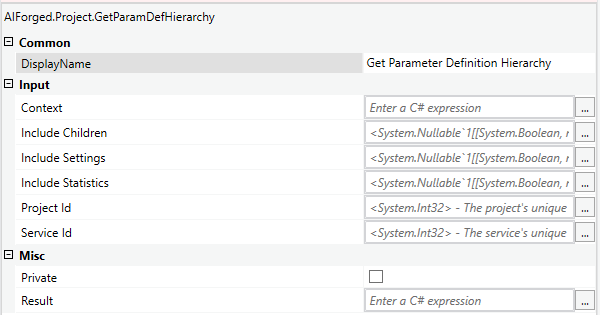 AIForged.Project.GetParamDefHierarchy
Common
DisplayName Get Parameter Definition Hierarchy
Input
Context Enter a C# expression ...
Include Children <System.Nullable`1[[System.Boolean, r ...
Include Settings <System.Nullable`1[[System.Boolean, r ...
Include Statistics <System.Nullable`1[[System.Boolean, r ...
Project Id <System.Int32> - The project's unique ...
Service Id <System.Int32> - The service's unique ...
Misc
Private
Result Enter a C# expression ...